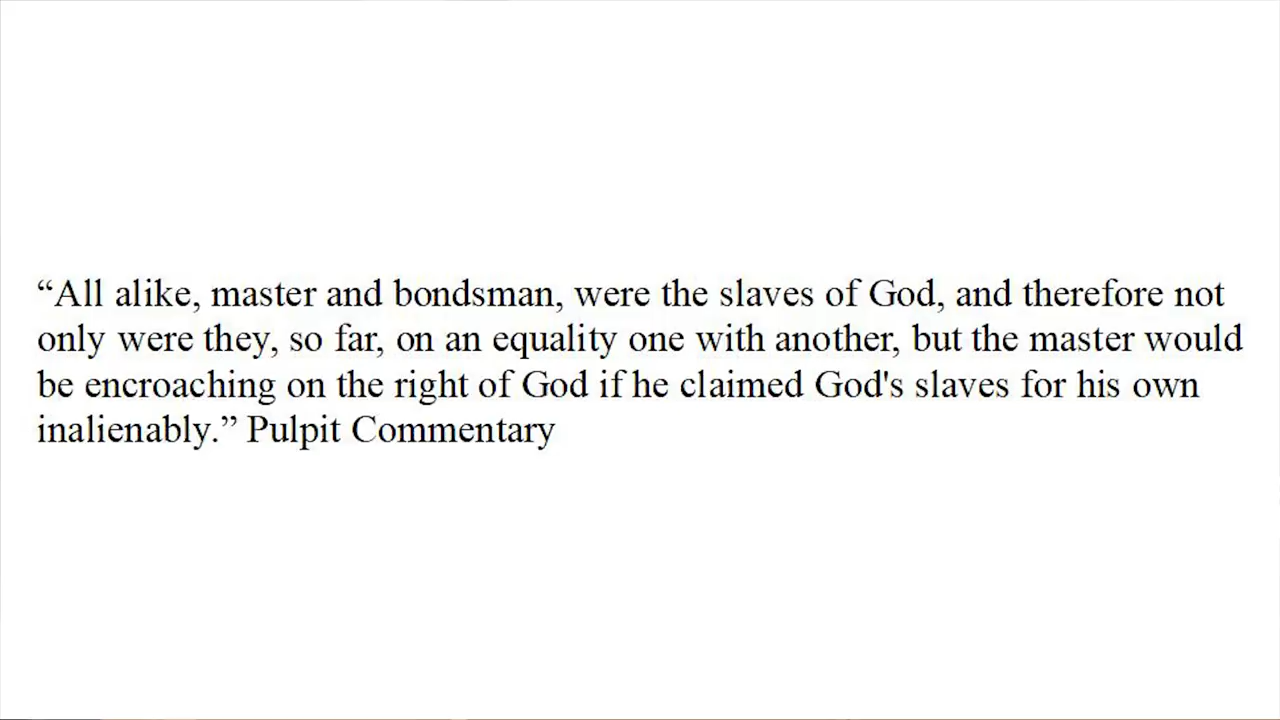 “All alike, master and bondsman, were the slaves of God, and therefore not
only were they, so far, on an equality one with another, but the master would
be encroaching on the right of God if he claimed God's slaves for his own
inalienably.” Pulpit Commentary